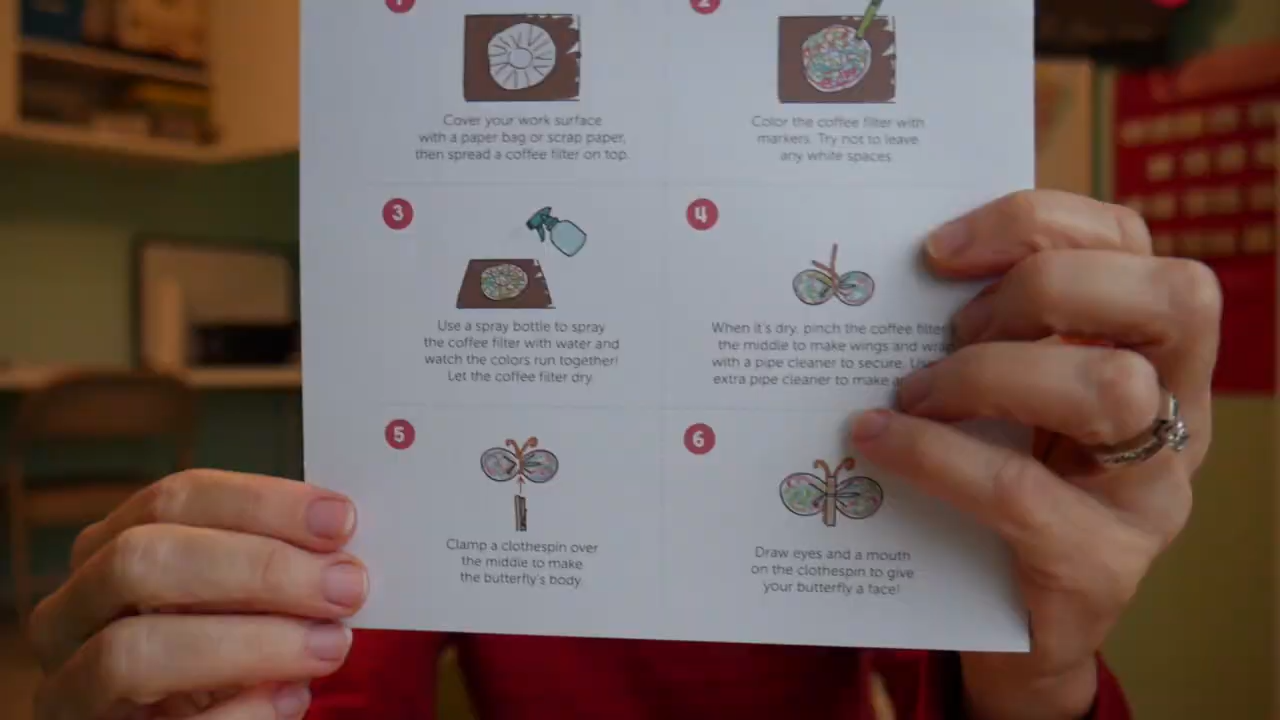 1
Cover your work surface
with a paper bag or scrap paper,
then spread a coffee filter on top.
2
Color the coffee filter with
markers. Try not to leave
any white spaces.
3
Use a spray bottle to spray
the coffee filter with water and
watch the colors run together!
Let the coffee filter dry.
4
When it's dry, pinch the coffee filter
the middle to make wings and
with a pipe cleaner to secure.
extra pipe cleaner to make
5
Clamp a clothespin over
the middle to make
the butterfly's body.
6
Draw eyes and a mouth
on the clothespin to give
your butterfly a face!